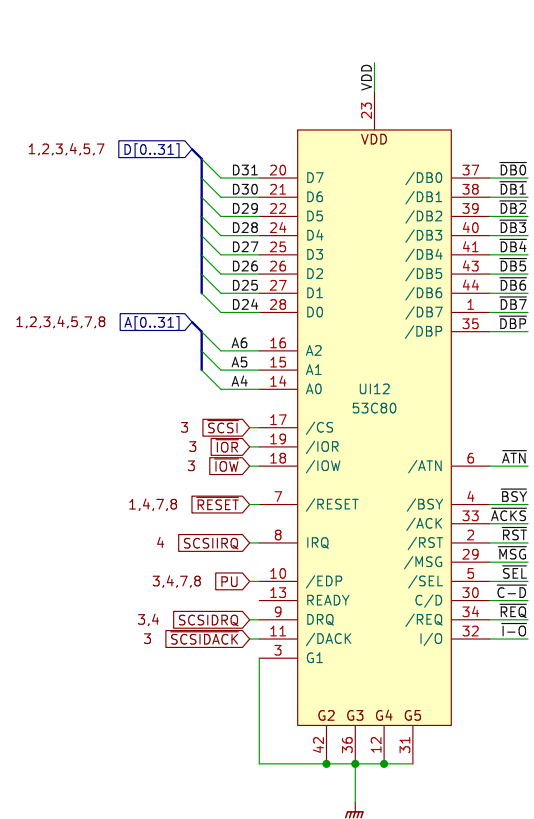 VDD
23
VDD
1,2,3,4,5,7 D[0..31]
D31 20 D7 /DB0 37 DB0
D30 21 D6 /DB1 38 DB1
D29 22 D5 /DB2 39 DB2
D28 24 D4 /DB3 40 DB3
D27 25 D3 /DB4 41 DB4
D26 26 D2 /DB5 43 DB5
D25 27 D1 /DB6 44 DB6
D24 28 D0 /DB7 1 DB7
1,2,3,4,5,7,8 A[0..31]
/DBP 35 DBP
A6 16 A2
A5 15 A1
A4 14 A0
UI12
53C80
3 SCSI 17 /CS
3 IOR 19 /IOR
3 IOW 18 /IOW /ATN 6 ATN
1,4,7,8 RESET 7 /RESET /BSY 4 BSY
/ACK 33 ACKS
4 SCSIIRQ 8 IRQ /RST 2 RST
/MSG 29 MSG
3,4,7,8 PU 10 /EDP /SEL 5 SEL
13 READY C/D 30 C-D
3,4 SCSIDRQ 9 DRQ /REQ 34 REQ
3 SCSIDACK 11 /DACK I/O 32 I-O
3 G1
G2 G3 G4 G5
42 36 12 31